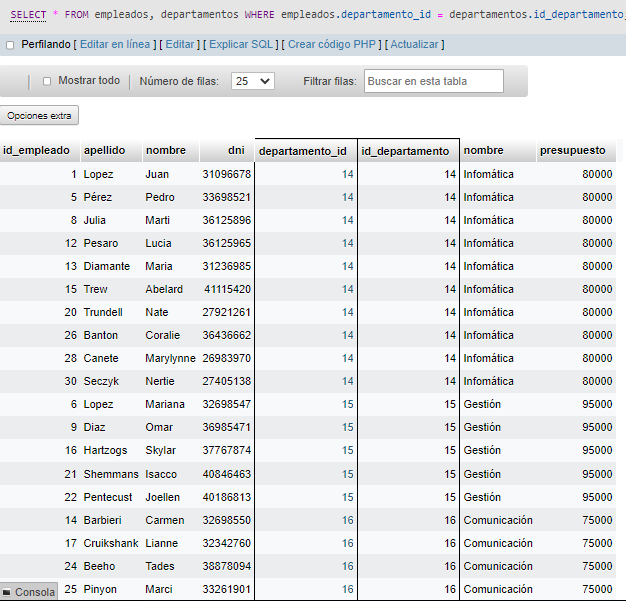 SELECT * FROM empleados, departamentos WHERE empleados.departamento_id = departamentos.id_departamento
Perfilando [ Editar en línea ] [ Editar ] [ Explicar SQL ] [ Crear código PHP ] [ Actualizar ]
Mostrar todo Número de filas: 25 Filtrar filas: Buscar en esta tabla
Opciones extra
id_empleado apellido nombre dni departamento_id id_departamento nombre presupuesto
1 Lopez Juan 31096678 14 14 Infomática 80000
5 Pérez Pedro 33698521 14 14 Infomática 80000
8 Julia Marti 36125896 14 14 Infomática 80000
12 Pesaro Lucia 36125965 14 14 Infomática 80000
13 Diamante Maria 31236985 14 14 Infomática 80000
15 Trew Abelard 41115420 14 14 Infomática 80000
20 Trundell Nate 27921261 14 14 Infomática 80000
26 Banton Coralie 36436662 14 14 Infomática 80000
28 Canete Marylynne 26983970 14 14 Infomática 80000
30 Seczyk Nertie 27405138 14 14 Infomática 80000
6 Lopez Mariana 32698547 15 15 Gestión 95000
9 Diaz Omar 36985471 15 15 Gestión 95000
16 Hartzogs Skylar 37767874 15 15 Gestión 95000
21 Shemmans Isacco 40846463 15 15 Gestión 95000
22 Pentecust Joellen 40186813 15 15 Gestión 95000
14 Barbieri Carmen 32698550 16 16 Comunicación 75000
17 Cruikshank Lianne 32342760 16 16 Comunicación 75000
24 Beeho Tades 38878094 16 16 Comunicación 75000
Consola 25 Pinyon Marci 33261901 16 16 Comunicación 75000